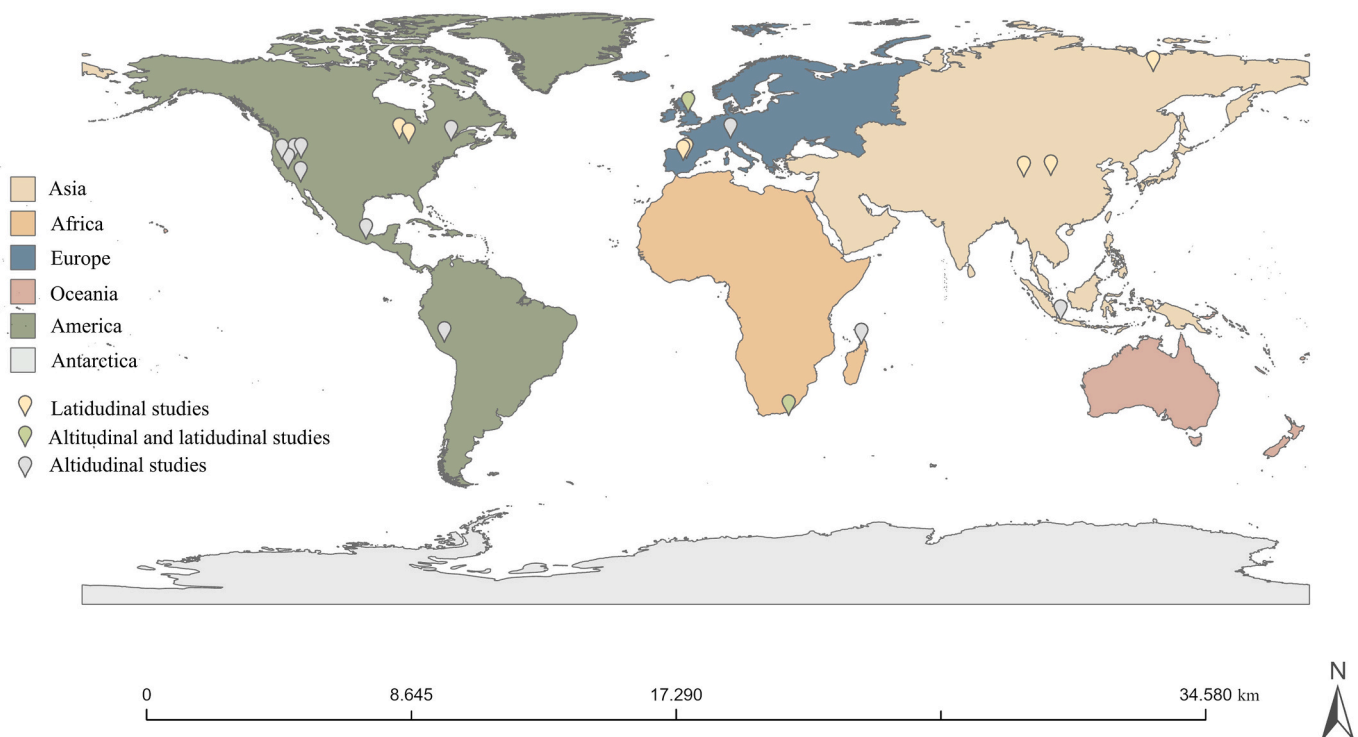 Asia
Africa
Europe
Oceania
America
Antarctica
Latidudinal studies
Altitudinal and latidudinal studies
Altidudinal studies
0 8.645 17.290 34.580 km
N